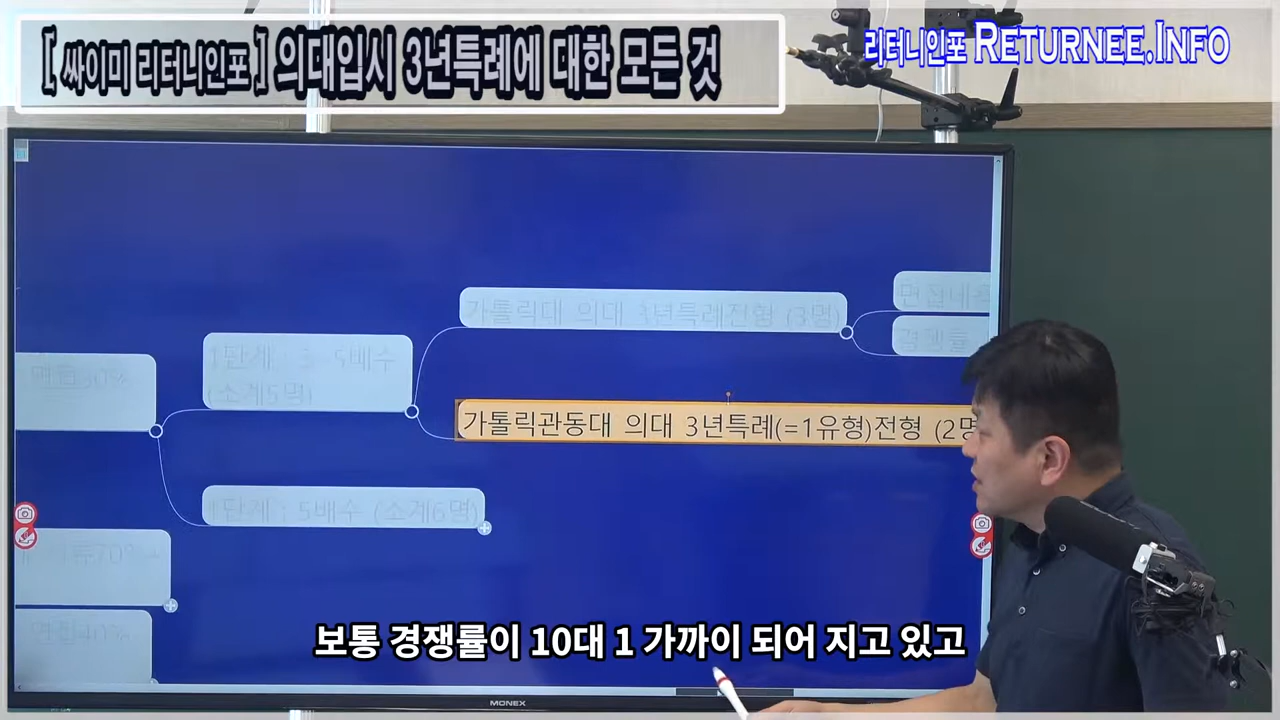 [ 싸이미 리터니인포 ] 의대입시 3년특례에 대한 모든 것
리터니인포 RETURNEE.INFO
가톨릭대 의대 3년특례전형 (3명)
1단계 : 3~5배수
(소계5명)
경쟁률
가톨릭관동대 의대 3년특례(=1유형)전형 (2명
1단계 : 5배수 (소계6명)
보통 경쟁률이 10대 1 가까이 되어 지고 있고
MONEX